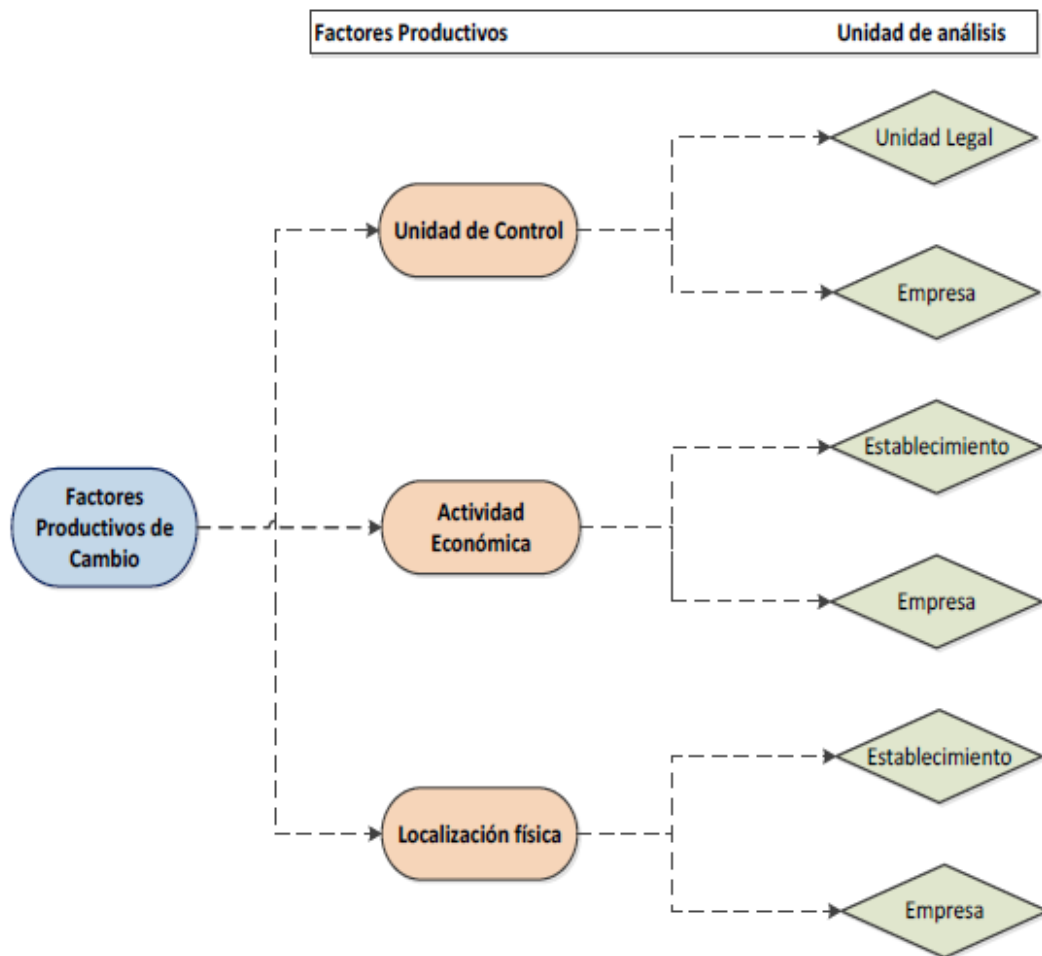 Factores Productivos Unidad de análisis
Unidad Legal
Unidad de Control
Empresa
Establecimiento
Factores
Productivos de
Cambio
Actividad
Económica
Empresa
Establecimiento
Localización física
Empresa